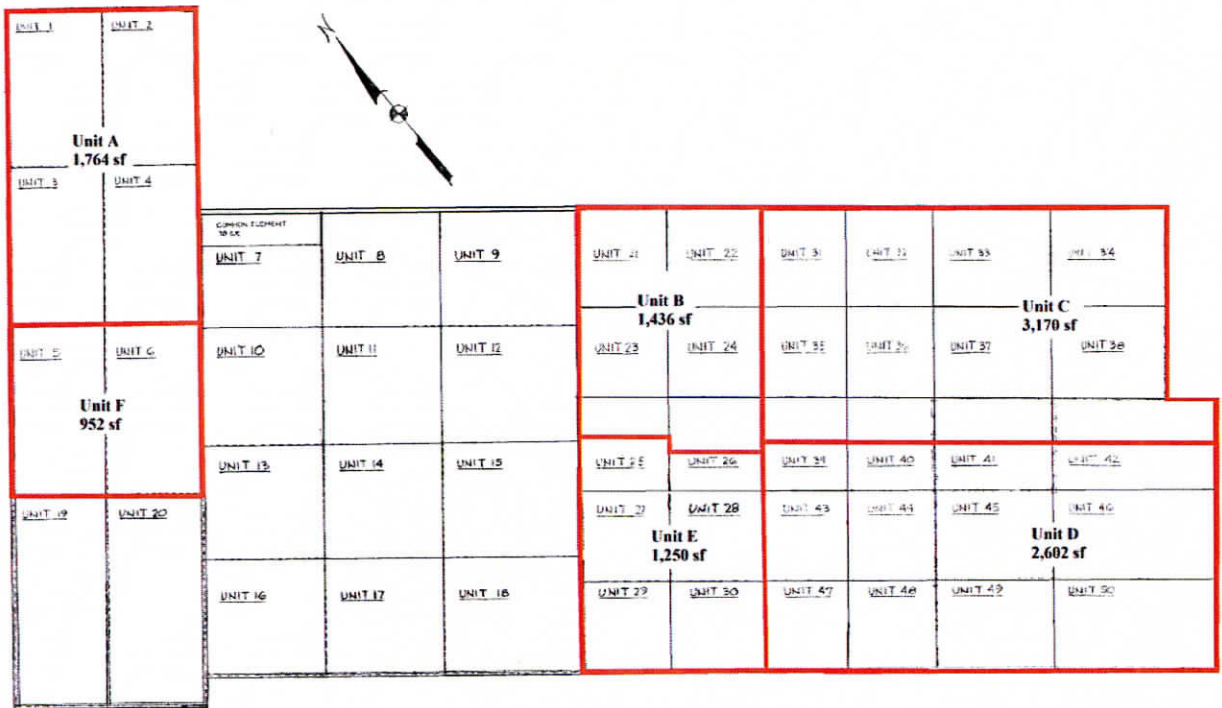 UNIT 1
UNIT 2
Unit A
1,764 sf
UNIT 3
UNIT 4
COMMON ELEMENT
UNIT 7
UNIT 8
UNIT 9
UNIT 21
UNIT 22
UNIT 31
UNIT 32
UNIT 33
UNIT 34
Unit B
1,436 sf
Unit C
3,170 sf
UNIT 5
UNIT 6
UNIT 10
UNIT 11
UNIT 12
UNIT 23
UNIT 24
UNIT 35
UNIT 36
UNIT 37
UNIT 38
Unit F
952 sf
UNIT 13
UNIT 14
UNIT 15
UNIT 25
UNIT 26
UNIT 39
UNIT 40
UNIT 41
UNIT 42
UNIT 19
UNIT 20
UNIT 27
UNIT 28
UNIT 43
UNIT 44
UNIT 45
UNIT 46
Unit E
1,250 sf
Unit D
2,602 sf
UNIT 16
UNIT 17
UNIT 18
UNIT 29
UNIT 30
UNIT 47
UNIT 48
UNIT 49
UNIT 50